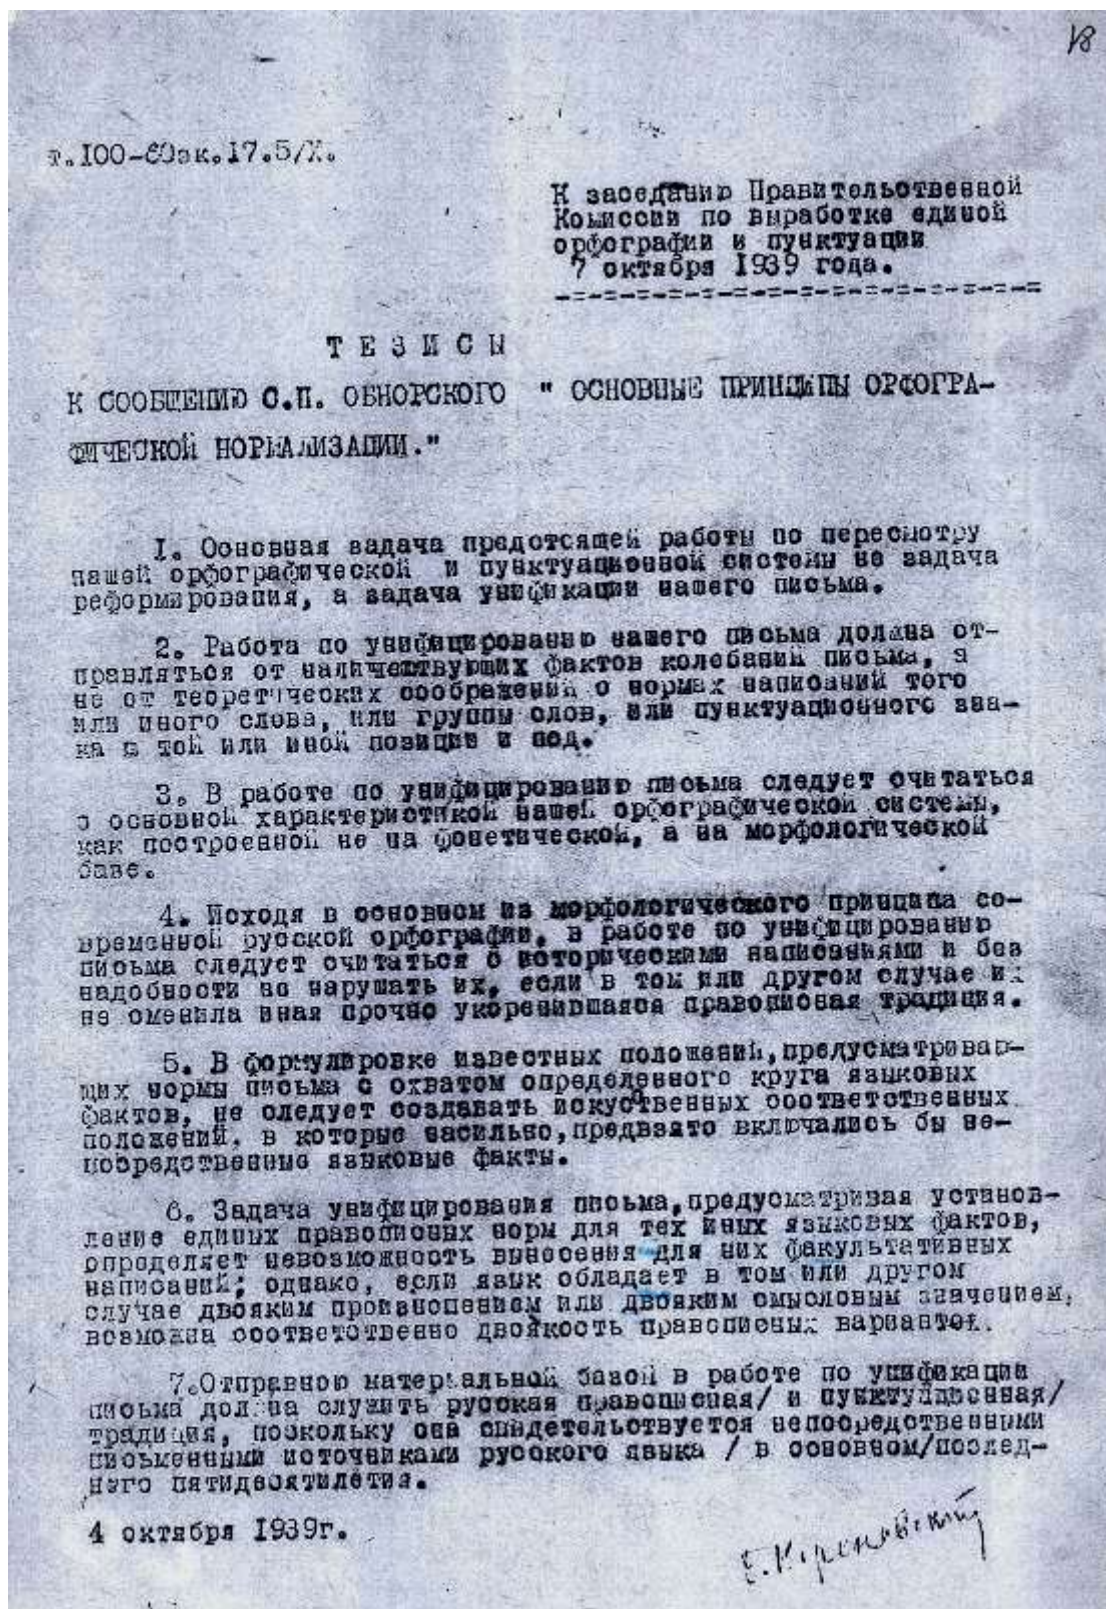 18
т.100-60эк.17.5/X.
К заседанию Правительственной
Комиссии по выработке единой
орфографии и пунктуации
7 октября 1939 года.
-=-=-=-=-=-=-=-=-=-=-=-=-=-=
ТЕЗИСЫ
К СООБЩЕНИЮ С.П. ОБНОРСКОГО " ОСНОВНЫЕ ПРИНЦИПЫ ОРФОГРА-
ФИЧЕСКОЙ НОРМАЛИЗАЦИИ."
1. Основная задача предстоящей работы по пересмотру
нашей орфографической и пунктуационной системы не задача
реформирования, а задача унификации нашего письма.
2. Работа по унифицированию нашего письма должна от-
правляться от наличествующих фактов колебаний письма, а
не от теоретических соображений о нормах написаний того
или иного слова, или группы слов, или пунктуационного зна-
ка в той или иной позиции и под.
3. В работе по унифицированию письма следует считаться
с основной характеристикой нашей орфографической системы,
как построенной не на фонетической, а на морфологической
базе.
4. Исходя в основном из морфологического принципа со-
временной русской орфографии, в работе по унифицированию
письма следует считаться с историческими написаниями и без
надобности не нарушать их, если в том или другом случае их
не сменила иная прочно укоренившаяся правописная традиция.
5. В формулировке известных положений,предусматриваю-
щих нормы письма с охватом определенного круга языковых
фактов, не следует создавать искусственных соответственных
положений, в которые насильно,предвзято включались бы не-
посредственные языковые факты.
6. Задача унифицирования письма,предусматривая установ-
ление единых правописных норм для тех иных языковых фактов,
определяет невозможность вынесения для них факультативных
написаний; однако, если язык обладает в том или другом
случае двояким произношением или двояким смысловым значением,
возможна соответственно двоякость правописных вариантов.
7.Отправною материальной базой в работе по унификации
письма должна служить русская правописная/ и пунктуационная/
традиция, поскольку она свидетельствуется непосредственными
письменными источниками русского языка / в основном/послед-
него пятидесятилетия.
4 октября 1939г.